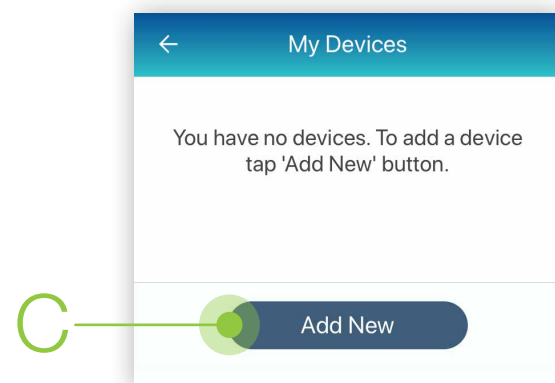 My Devices
You have no devices. To add a device
tap 'Add New' button.
C
Add New